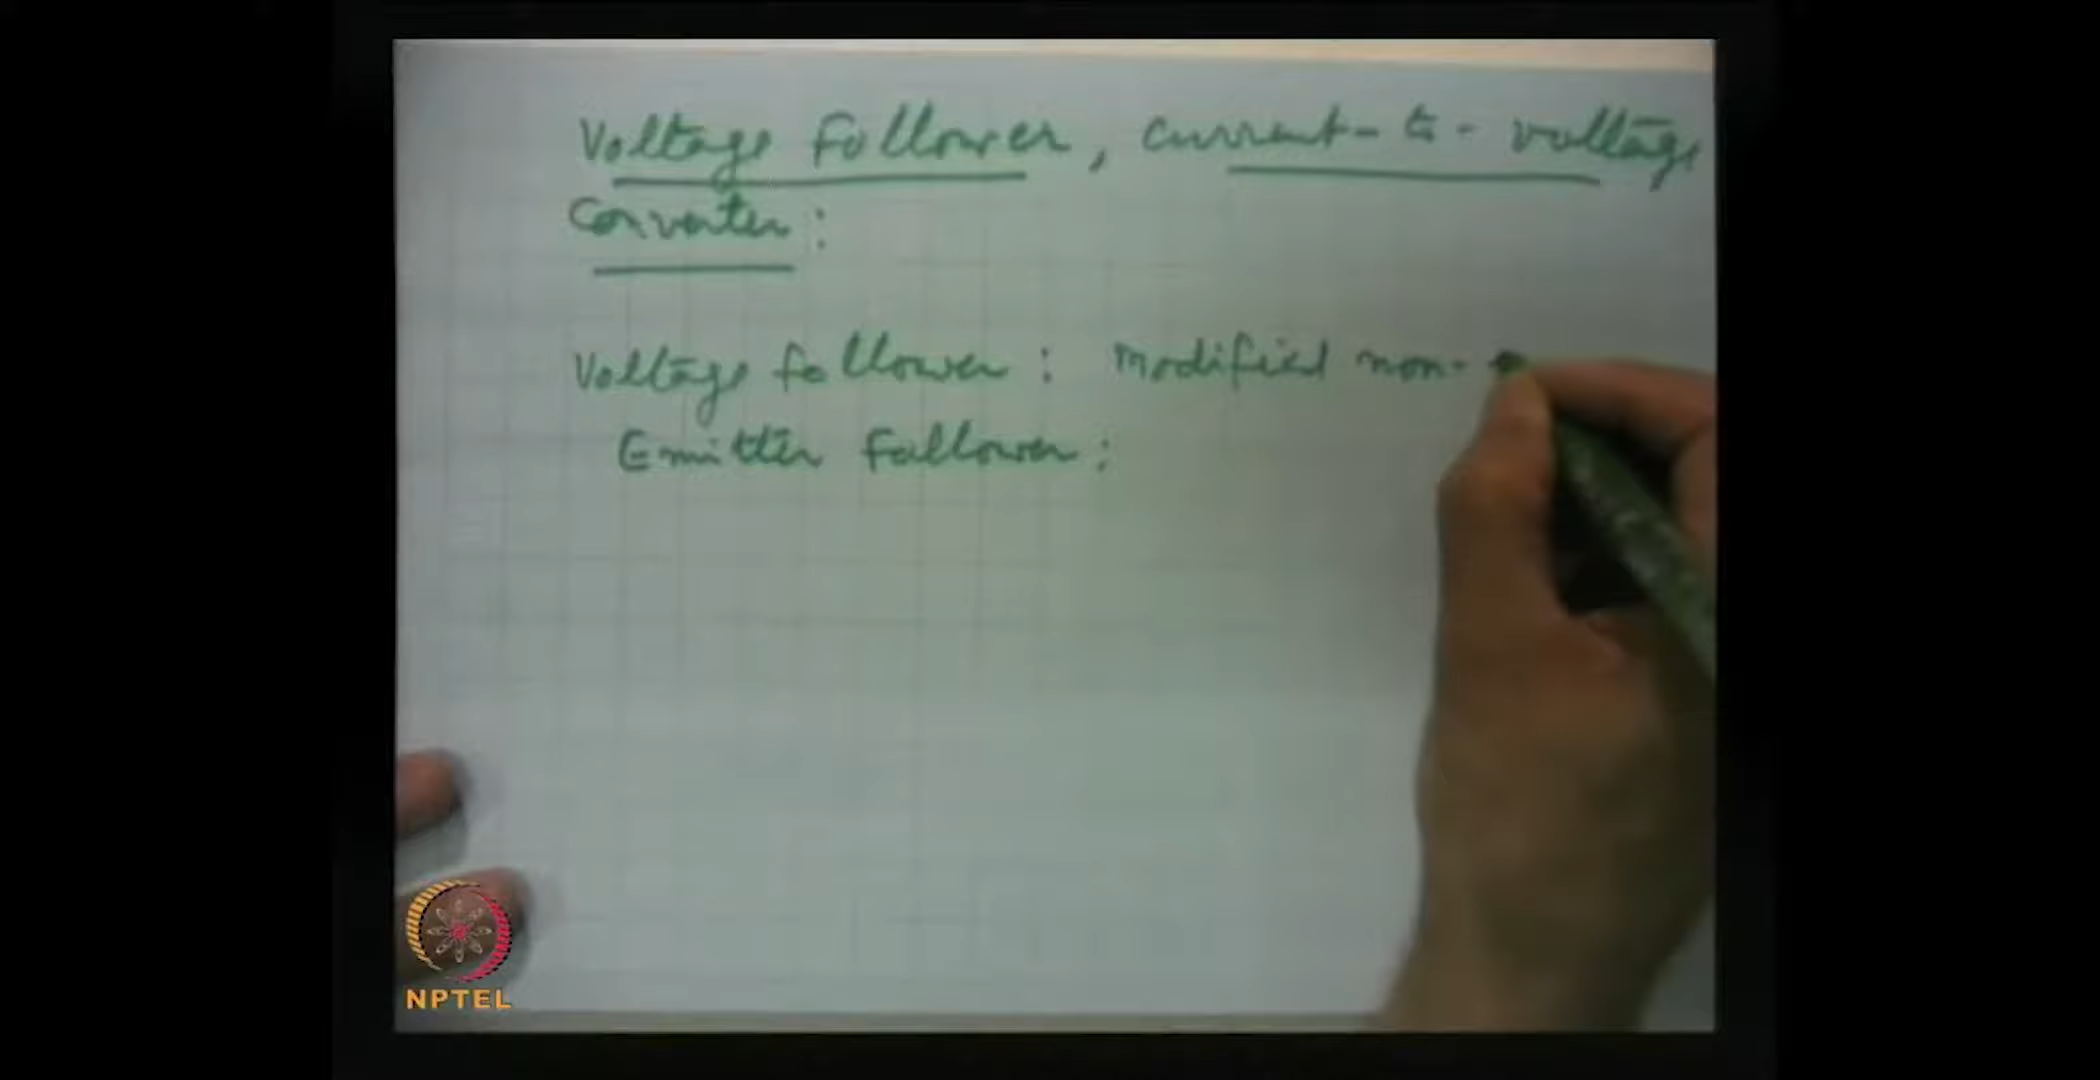 Voltage Follower, current-to-voltage
Converter:
Voltage follower: Modified non-
Emitter Follower:
NPTEL